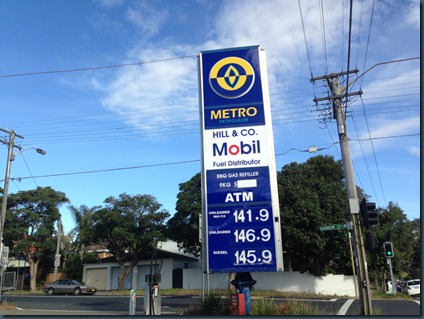 METRO
PETROLEUM
HILL & CO.
Mobil
Fuel Distributor
BBQ GAS REFILLER
9KG $
ATM
UNLEADED 141.9
UNLEADED 146.9
DIESEL 145.9